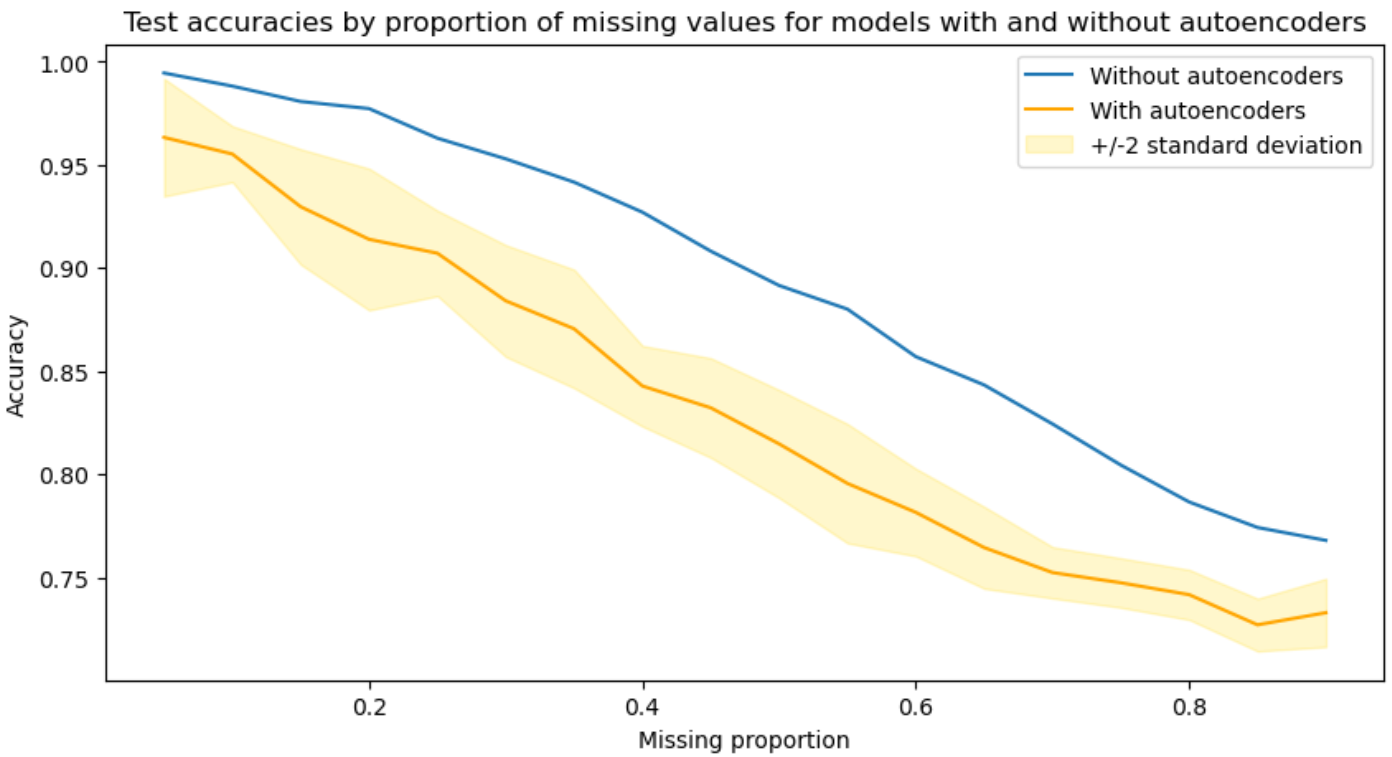 Test accuracies by proportion of missing values for models with and without autoencoders
1.00
0.95
0.90
0.85
0.80
0.75
Accuracy
Without autoencoders
With autoencoders
+/-2 standard deviation
0.2
0.4
0.6
0.8
Missing proportion